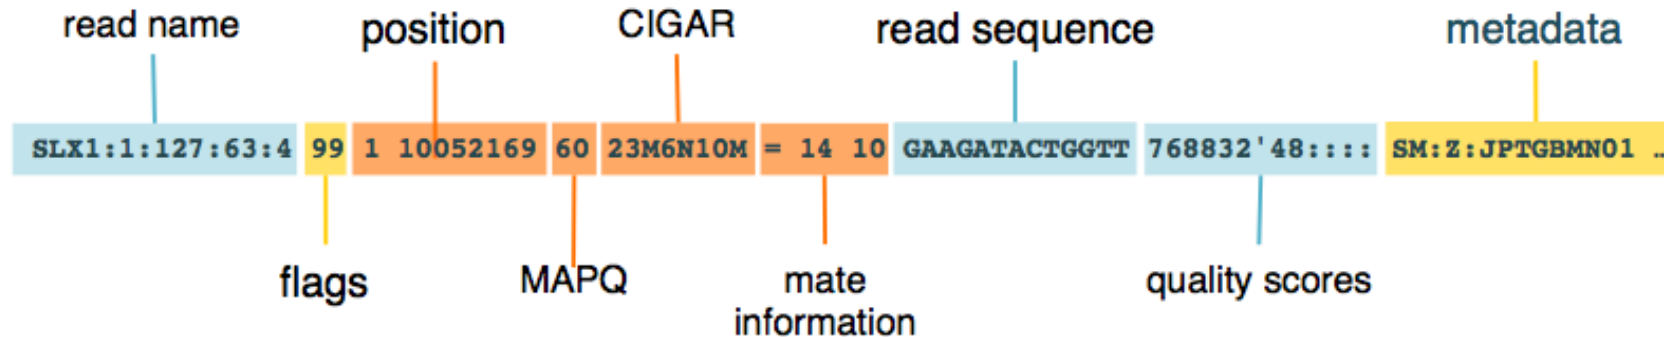 read name position CIGAR read sequence metadata
SLX1:1:127:63:4 99 1 10052169 60 23M6N10M = 14 10 GAAGATACTGGTT 768832'48:::: SM:Z:JPTGBMN01 ..
flags MAPQ mate information quality scores